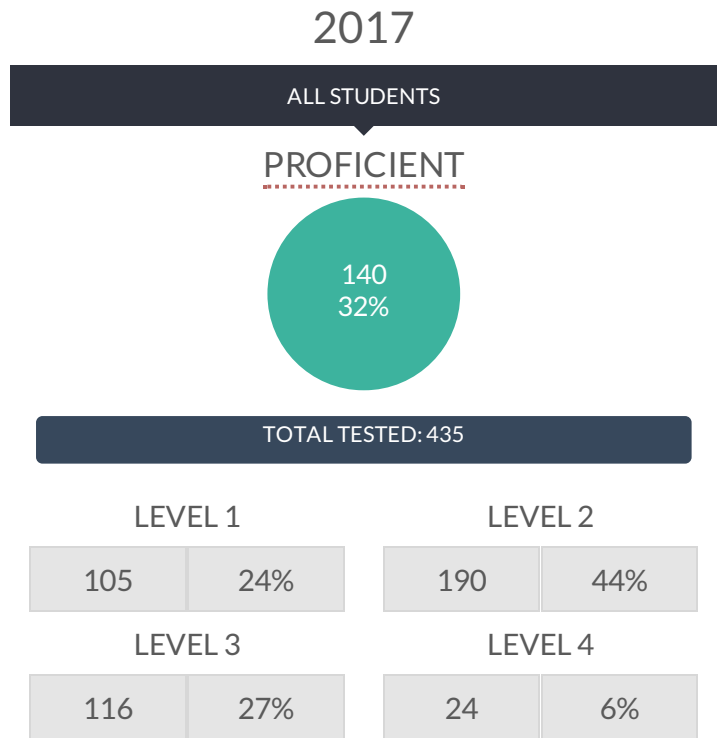 2017
ALL STUDENTS
PROFICIENT
140
32%
TOTAL TESTED: 435
LEVEL 1
105 24%
LEVEL 2
190 44%
LEVEL 3
116 27%
LEVEL 4
24 6%